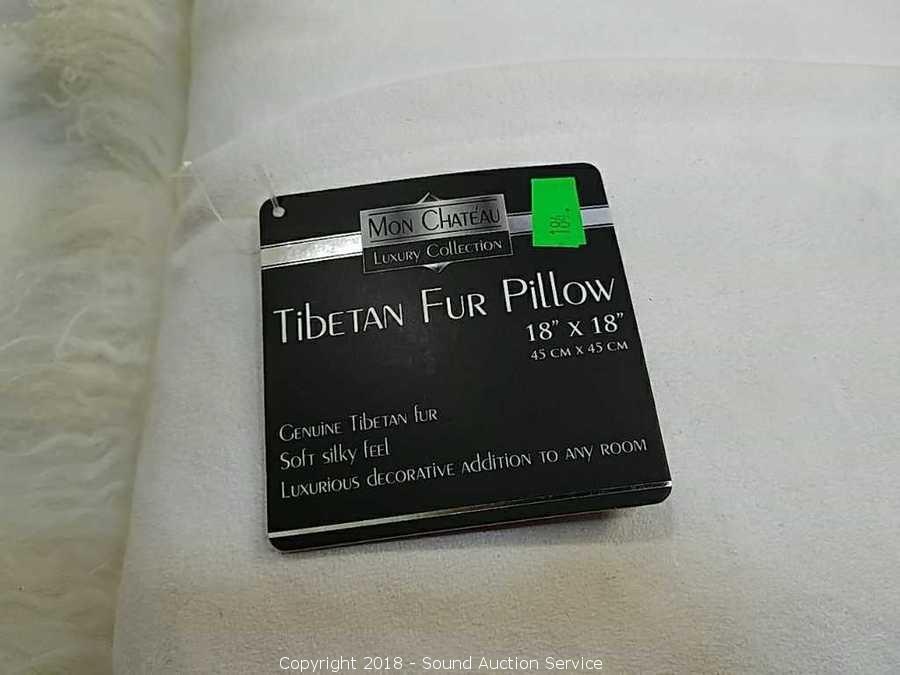 Mon Chatéau
Luxury Collection
Tibetan Fur Pillow
18" x 18"
45 cm x 45 cm
Genuine Tibetan fur
Soft silky feel
Luxurious decorative addition to any room
Copyright 2018 - Sound Auction Service